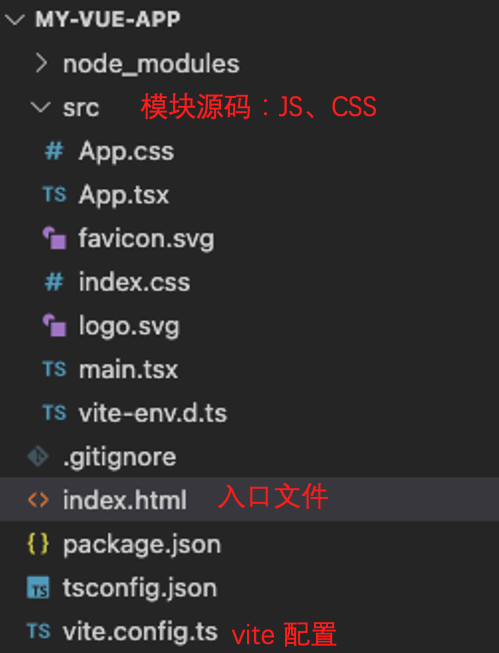 MY-VUE-APP
node_modules
src 模块源码：JS、CSS
# App.css
TS App.tsx
favicon.svg
# index.css
logo.svg
TS main.tsx
TS vite-env.d.ts
.gitignore
<> index.html 入口文件
{} package.json
TS tsconfig.json
TS vite.config.ts vite 配置